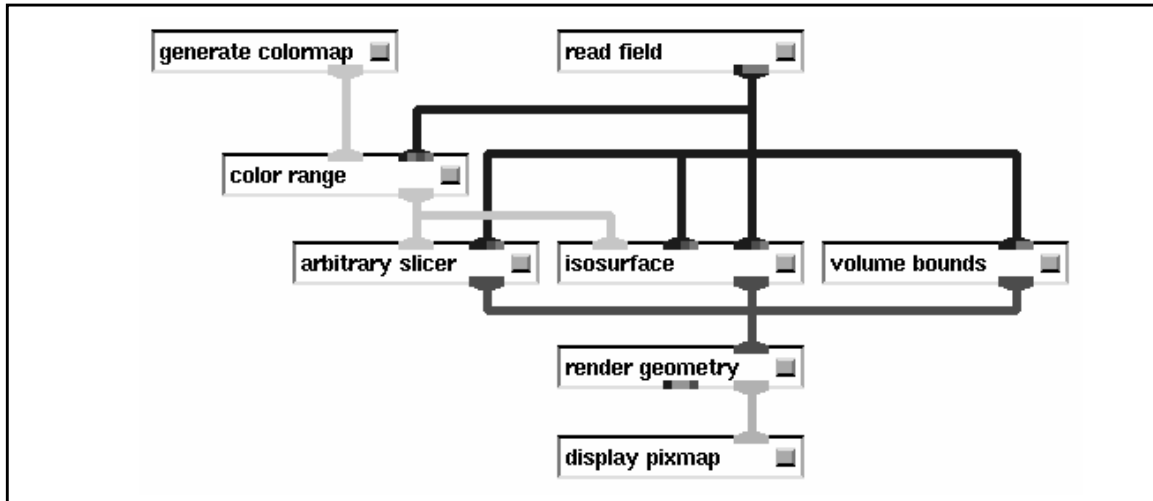 generate colormap
read field
color range
arbitrary slicer
isosurface
volume bounds
render geometry
display pixmap